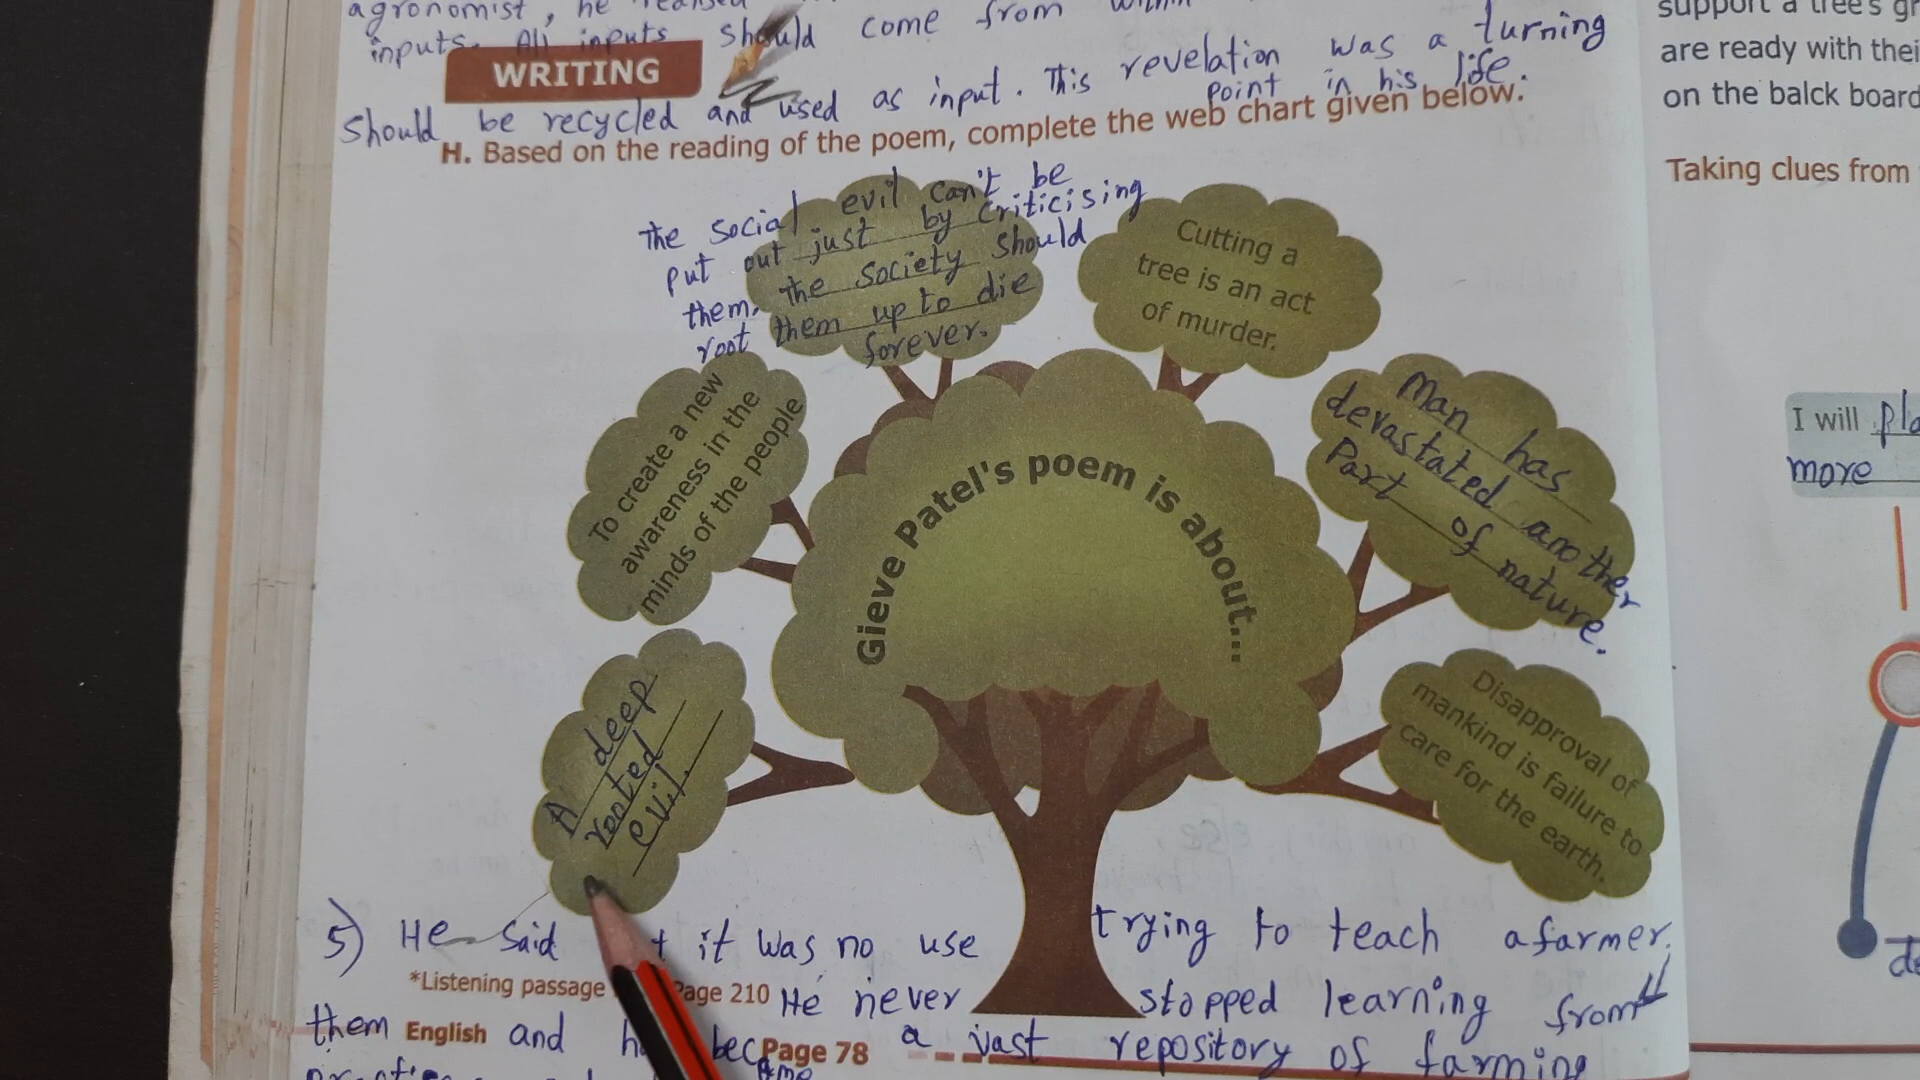 agronomist, he realised
inputs. All inputs should come from within
WRITING
should be recycled and used as input. This revelation was a turning
point in his life.
H. Based on the reading of the poem, complete the web chart given below.
The social evil can't be
put out just by criticising
them. The society should
root them up to die
forever.
Cutting a
tree is an act
of murder.
To create a new
awareness in the
minds of the people
Man has
devastated another
Part of nature.
Gieve Patel's poem is about...
A deep
rooted
evil.
Disapproval of
mankind is failure to
care for the earth.
5) He said it was no use trying to teach a farmer.
*Listening passage Page 210
He never stopped learning from
them and became a vast repository of farming
English Page 78
support a tree's
are ready with
on the balck board
Taking clues from
I will
more